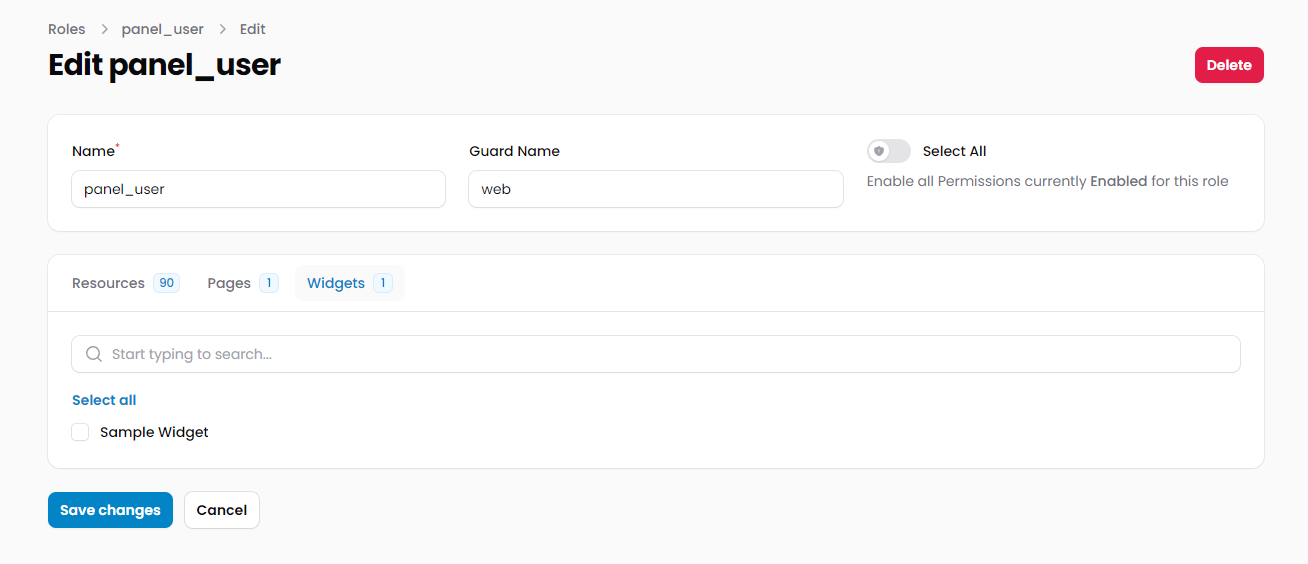 Roles > panel_user > Edit
Edit panel_user
Delete
Name*
Guard Name
Select All
panel_user
web
Enable all Permissions currently Enabled for this role
Resources 90 Pages 1 Widgets 1
Start typing to search...
Select all
Sample Widget
Save changes
Cancel